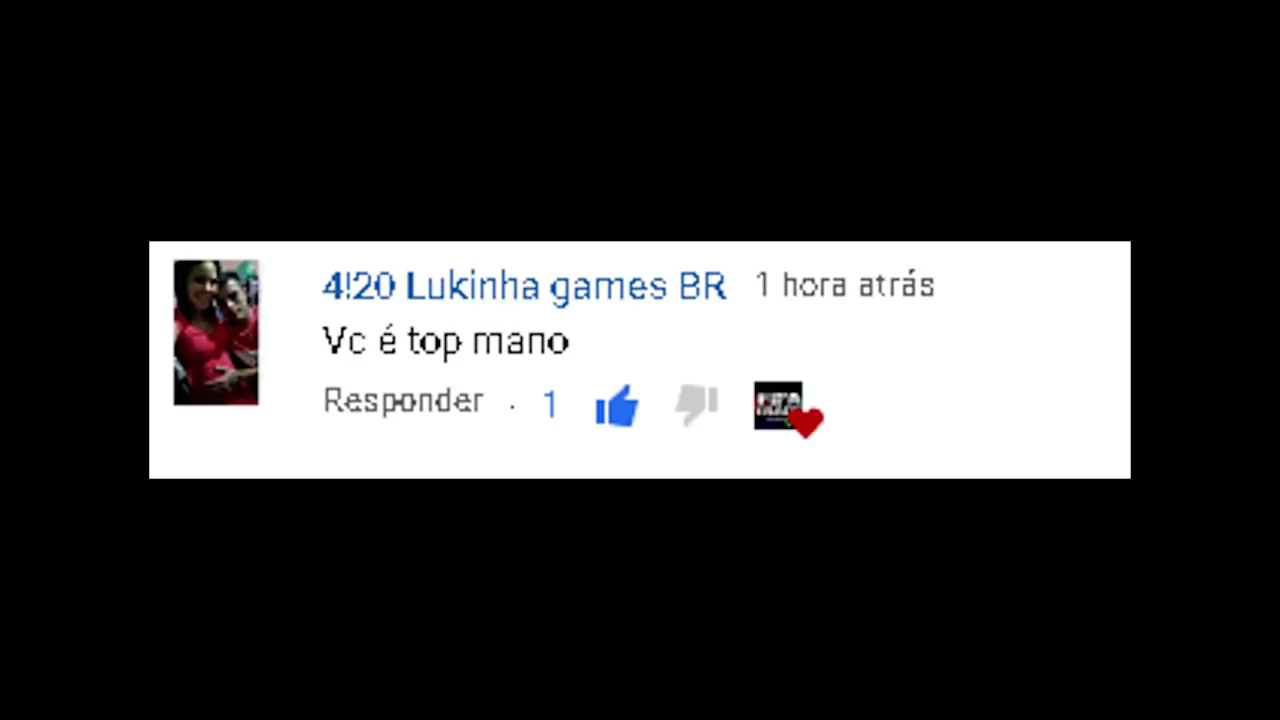 4!20 Lukinha games BR 1 hora atrás
Vc é top mano
Responder · 1